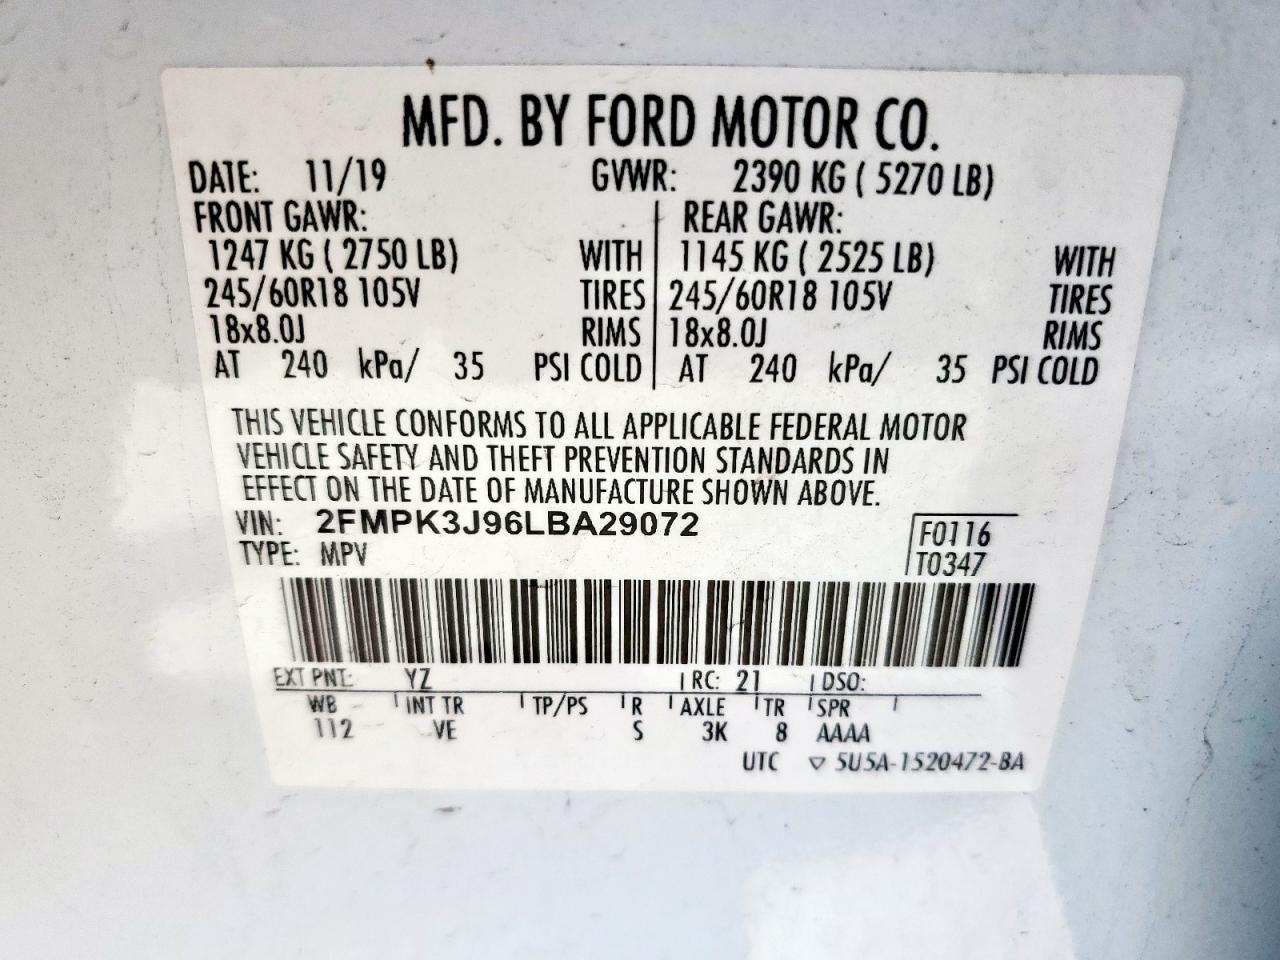 MFD. BY FORD MOTOR CO.
DATE: 11/19 GVWR: 2390 KG ( 5270 LB)
FRONT GAWR: REAR GAWR:
1247 KG ( 2750 LB) WITH 1145 KG ( 2525 LB) WITH
245/60R18 105V TIRES 245/60R18 105V TIRES
18x8.0J RIMS 18x8.0J RIMS
AT 240 kPa/ 35 PSI COLD AT 240 kPa/ 35 PSI COLD
THIS VEHICLE CONFORMS TO ALL APPLICABLE FEDERAL MOTOR
VEHICLE SAFETY AND THEFT PREVENTION STANDARDS IN
EFFECT ON THE DATE OF MANUFACTURE SHOWN ABOVE.
VIN: 2FMPK3J96LBA29072 F0116
TYPE: MPV T0347
EXT PNT: YZ RC: 21 DSO:
WB INT TR TP/PS R AXLE TR SPR
112 VE S 3K 8 AAAA
UTC ▽ 5U5A-1520472-BA